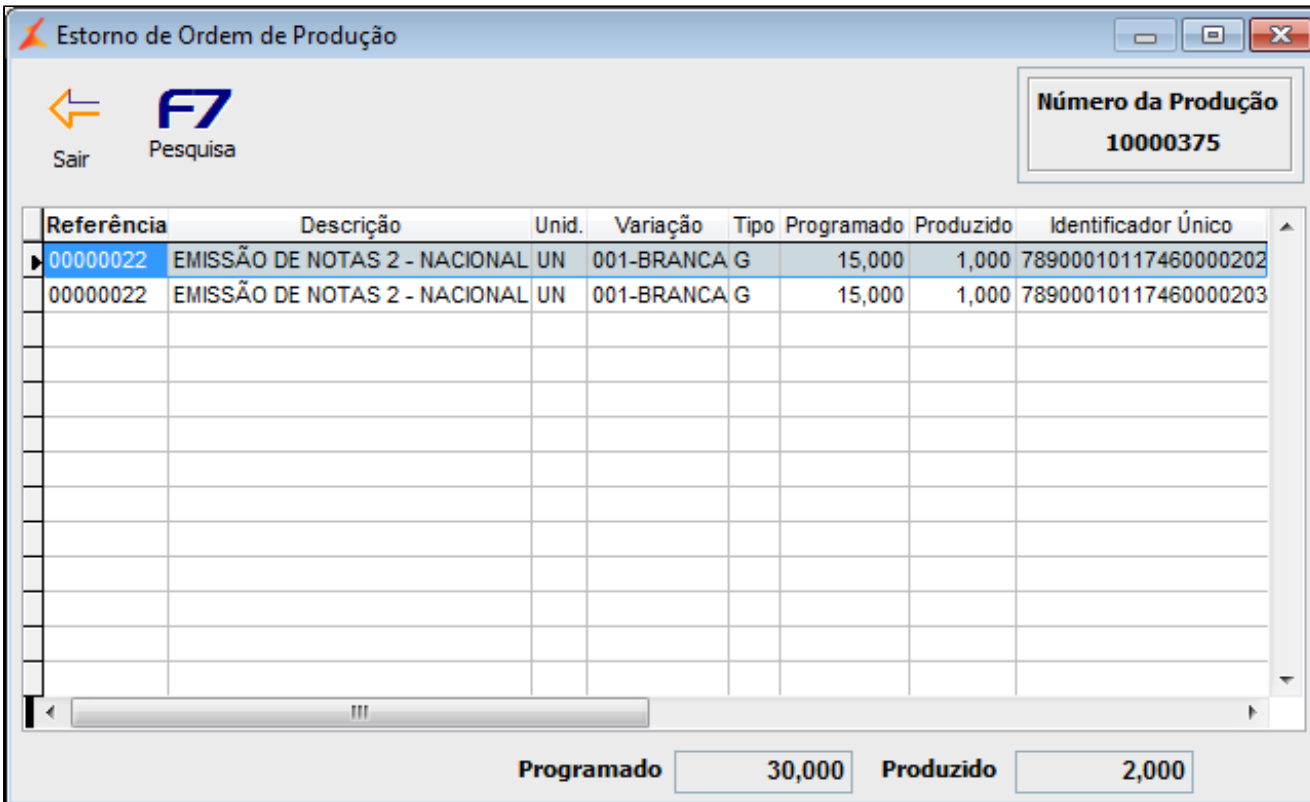 Estorno de Ordem de Produção
F7
Sair
Pesquisa
Número da Produção
10000375
Referência Descrição Unid. Variação Tipo Programado Produzido Identificador Único
00000022 EMISSÃO DE NOTAS 2 - NACIONAL UN 001-BRANCA G 15,000 1,000 78900010117460000202
00000022 EMISSÃO DE NOTAS 2 - NACIONAL UN 001-BRANCA G 15,000 1,000 78900010117460000203
Programado 30,000 Produzido 2,000